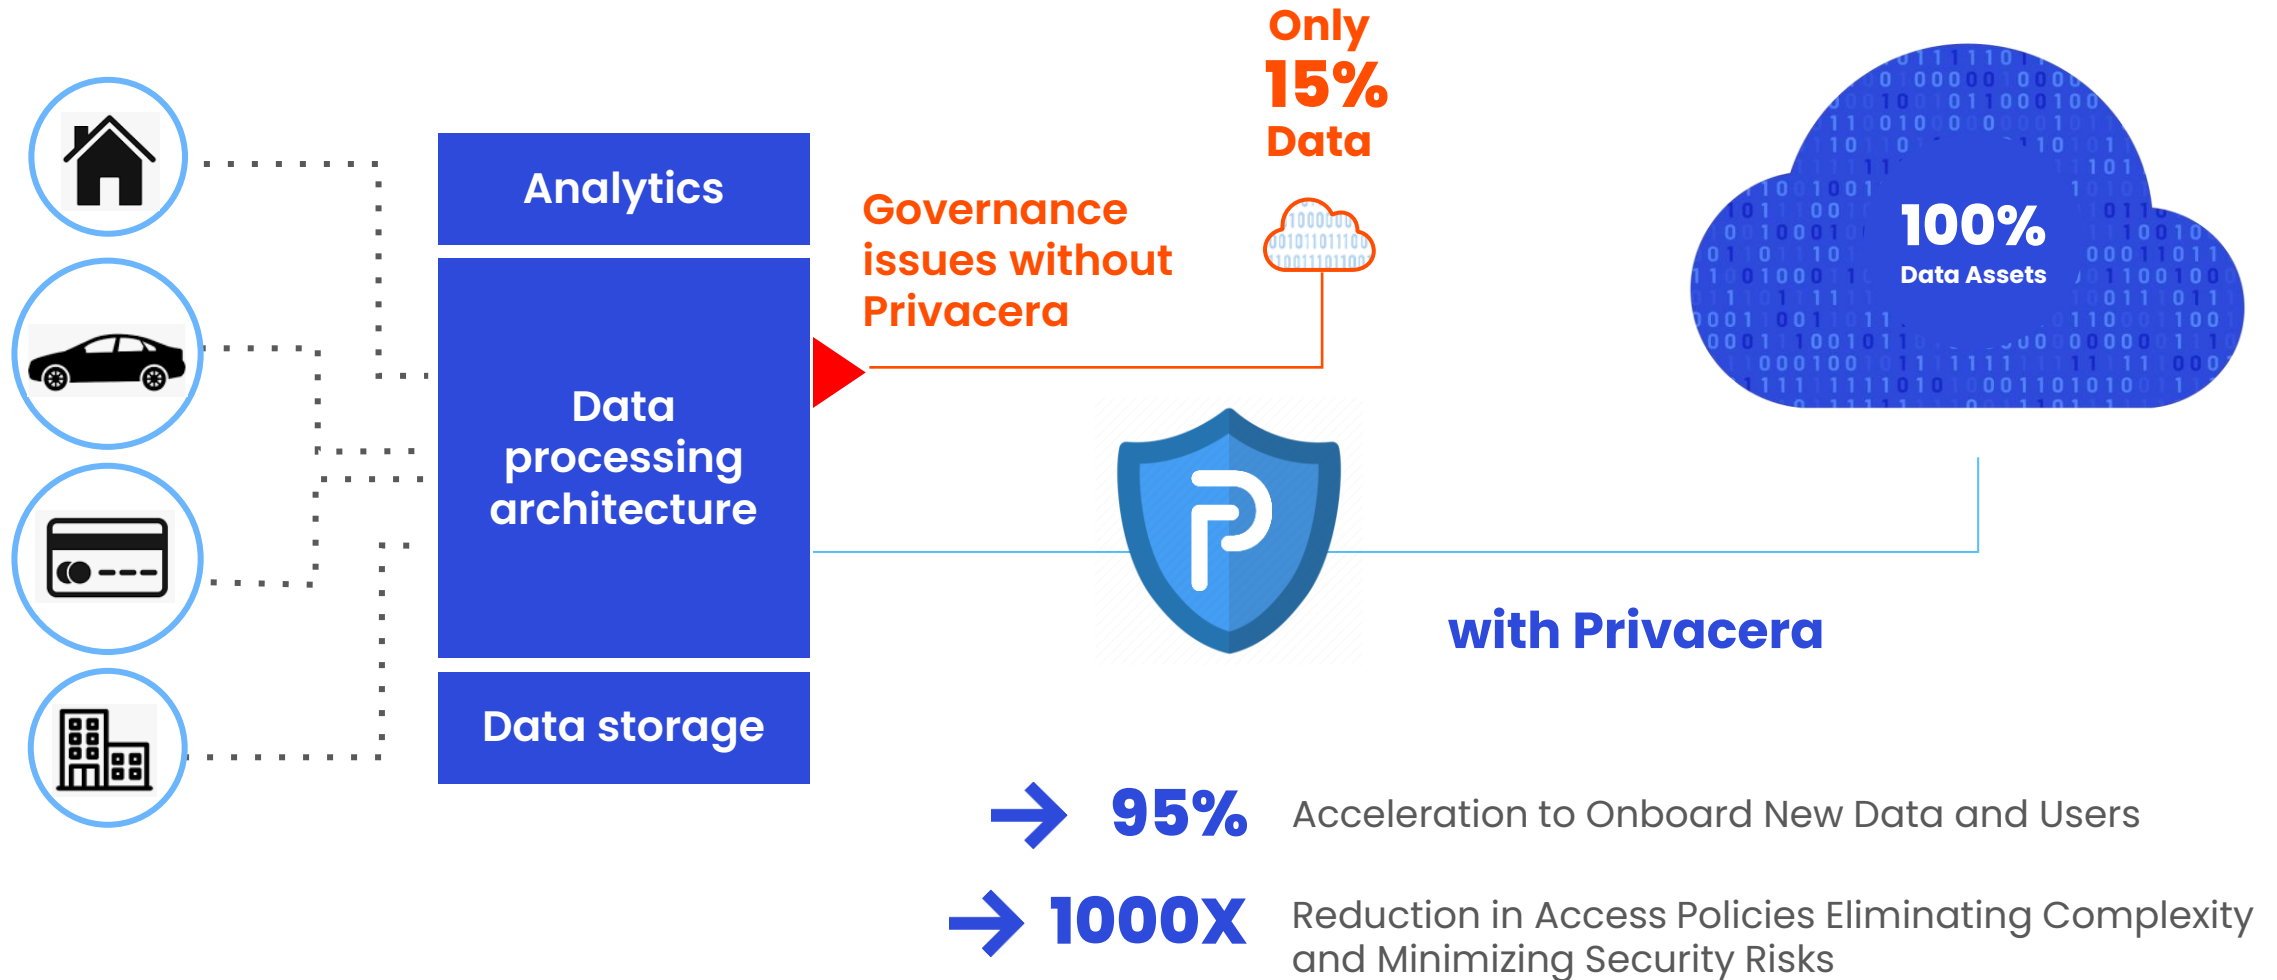 Analytics
Data
processing
architecture
Data storage
Governance
issues without
Privacera
Only
15%
Data
100%
Data Assets
with Privacera
95%
Acceleration to Onboard New Data and Users
1000X
Reduction in Access Policies Eliminating Complexity
and Minimizing Security Risks